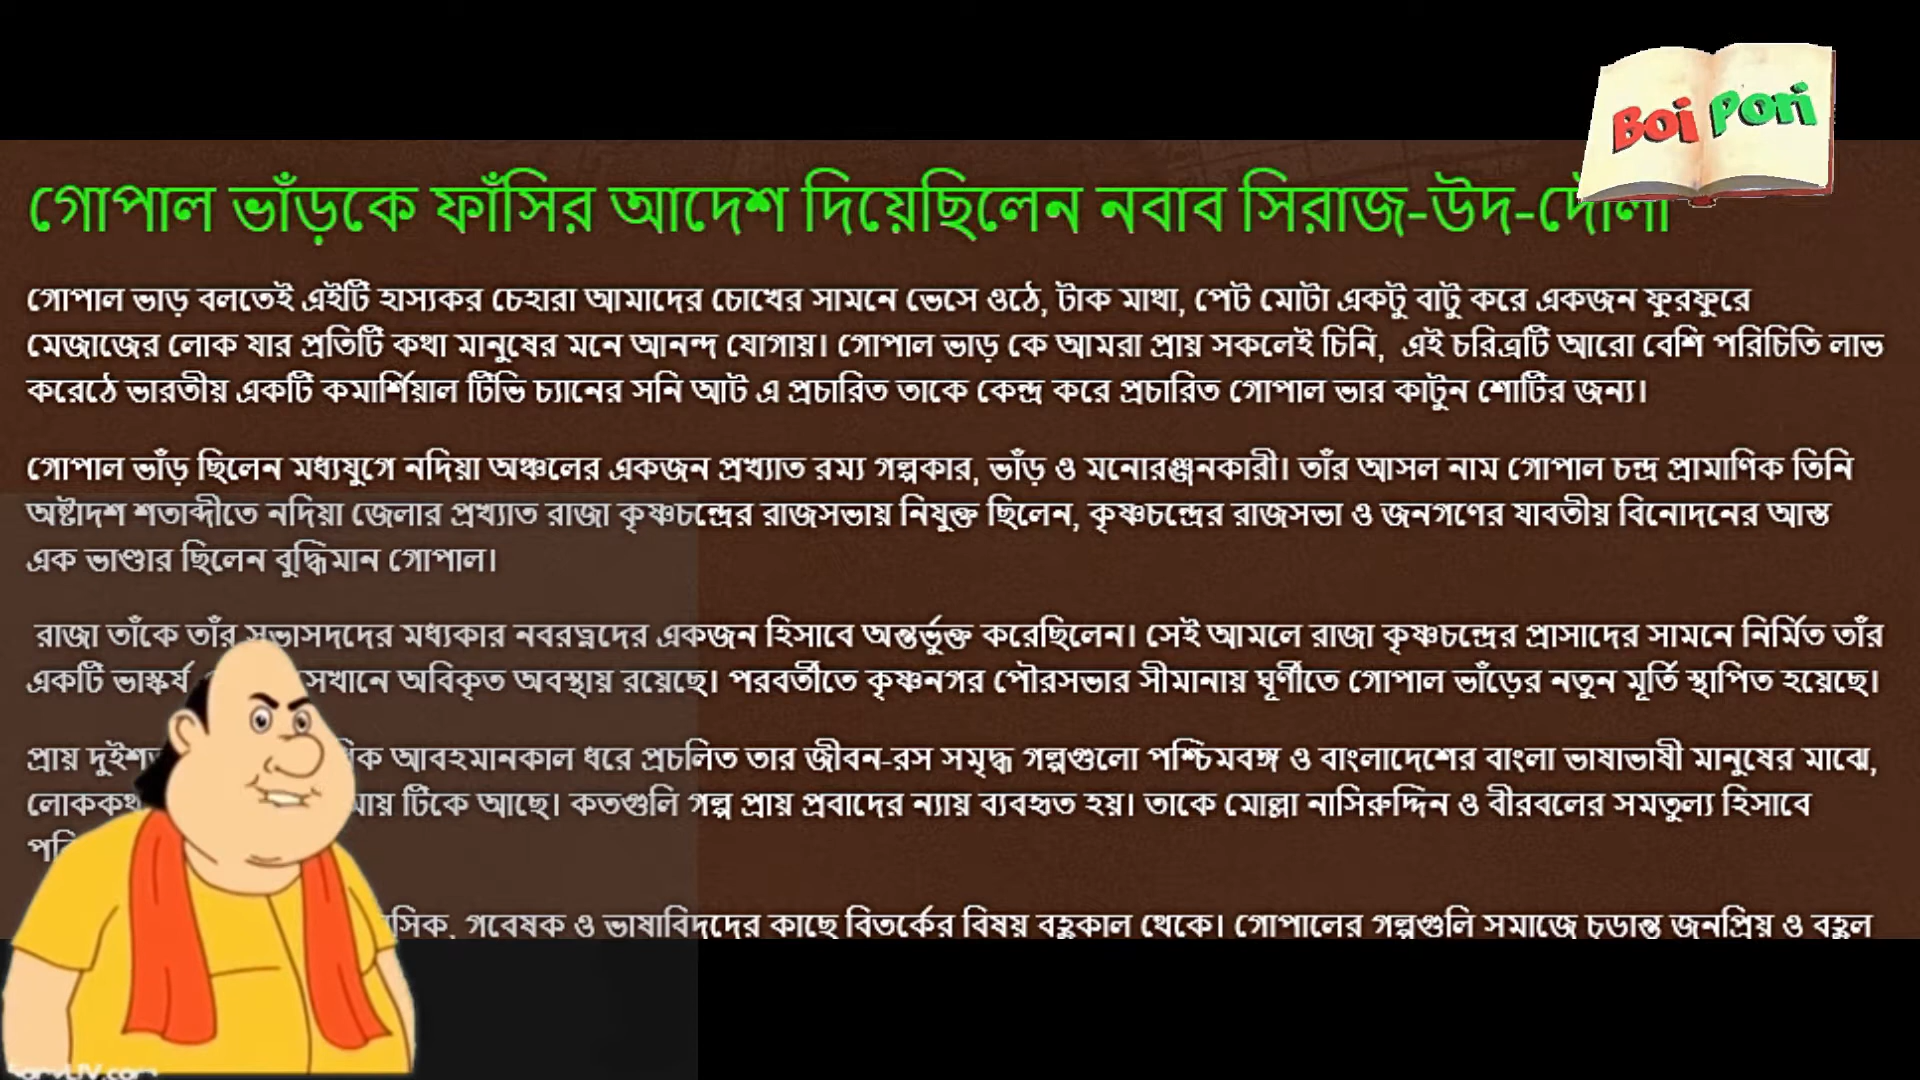 Boi Pori
গোপাল ভাঁড়কে ফাঁসির আদেশ দিয়েছিলেন নবাব সিরাজ-উদ-দৌলা
গোপাল ভাড় বলতেই এইটি হাস্যকর চেহারা আমাদের চোখের সামনে ভেসে ওঠে, টাক মাথা, পেট মোটা একটু বাটু করে একজন ফুরফুরে
মেজাজের লোক যার প্রতিটি কথা মানুষের মনে আনন্দ যোগায়। গোপাল ভাড় কে আমরা প্রায় সকলেই চিনি, এই চরিত্রটি আরো বেশি পরিচিতি লাভ
করেঠে ভারতীয় একটি কমার্শিয়াল টিভি চ্যানের সনি আট এ প্রচারিত তাকে কেন্দ্র করে প্রচারিত গোপাল ভার কাটুন শোটির জন্য।
গোপাল ভাঁড় ছিলেন মধ্যযুগে নদিয়া অঞ্চলের একজন প্রখ্যাত রম্য গল্পকার, ভাঁড় ও মনোরঞ্জনকারী। তাঁর আসল নাম গোপাল চন্দ্র প্রামাণিক তিনি
অষ্টাদশ শতাব্দীতে নদিয়া জেলার প্রখ্যাত রাজা কৃষ্ণচন্দ্রের রাজসভায় নিযুক্ত ছিলেন, কৃষ্ণচন্দ্রের রাজসভা ও জনগণের যাবতীয় বিনোদনের আস্ত
এক ভাণ্ডার ছিলেন বুদ্ধিমান গোপাল।
রাজা তাঁকে তাঁর সভাসদদের মধ্যকার নবরত্নদের একজন হিসাবে অন্তর্ভুক্ত করেছিলেন। সেই আমলে রাজা কৃষ্ণচন্দ্রের প্রাসাদের সামনে নির্মিত তাঁর
একটি ভাস্কর্য সেখানে অবিকৃত অবস্থায় রয়েছে। পরবর্তীতে কৃষ্ণনগর পৌরসভার সীমানায় ঘূর্ণীতে গোপাল ভাঁড়ের নতুন মূর্তি স্থাপিত হয়েছে।
প্রায় আবহমানকাল ধরে প্রচলিত তার জীবন-রস সমৃদ্ধ গল্পগুলো পশ্চিমবঙ্গ ও বাংলাদেশের বাংলা ভাষাভাষী মানুষের মাঝে,
টিকে আছে। কতগুলি গল্প প্রায় প্রবাদের ন্যায় ব্যবহৃত হয়। তাকে মোল্লা নাসিরুদ্দিন ও বীরবলের সমতুল্য হিসাবে
গবেষক ও ভাষাবিদদের কাছে বিতর্কের বিষয় বহুকাল থেকে। গোপালের গল্পগুলি সমাজে চড়ান্ত জনপ্রিয় ও বহুল